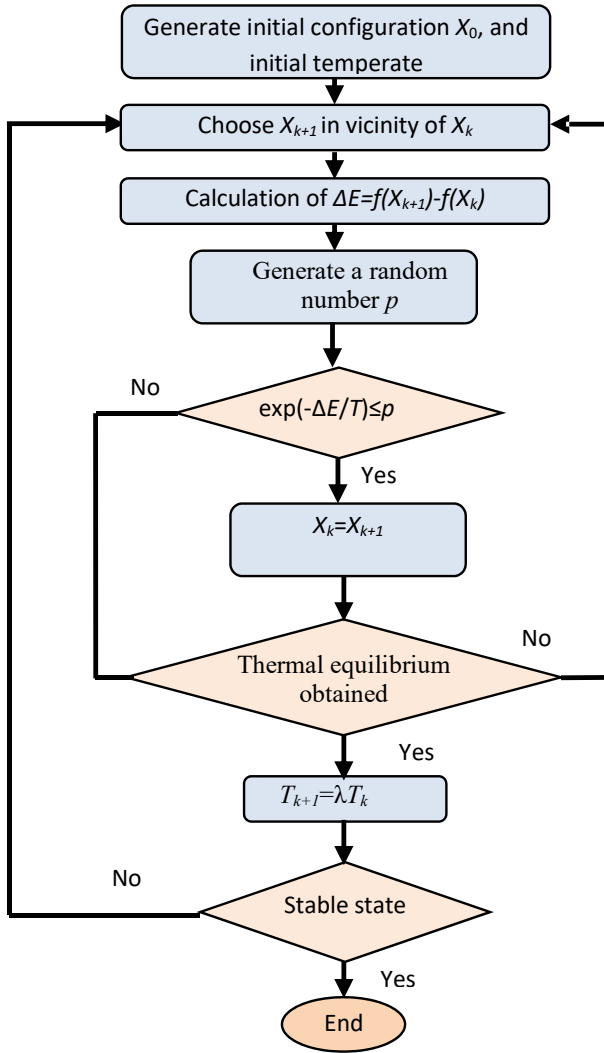 Generate initial configuration X₀, and
initial temperate
Choose Xₖ₊₁ in vicinity of Xₖ
Calculation of ΔE=f(Xₖ₊₁)-f(Xₖ)
Generate a random
number p
No
exp(-ΔE/T)≤p
Yes
Xₖ=Xₖ₊₁
No
Thermal equilibrium
obtained
Yes
Tₖ₊₁=λTₖ
No
Stable state
Yes
End